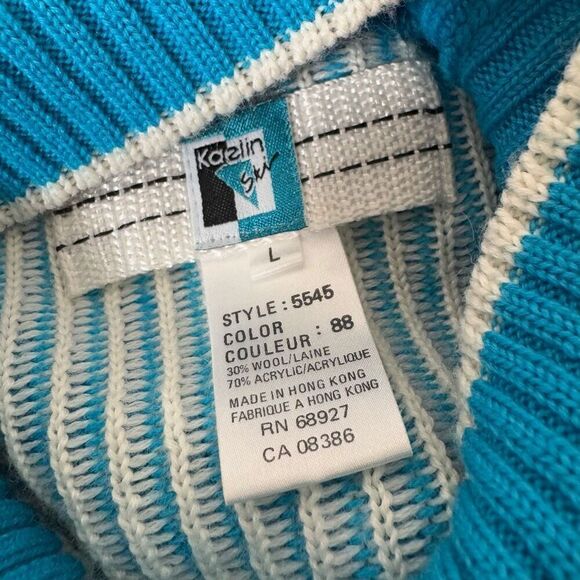 Kazlin
Ski
L
STYLE : 5545
COLOR
COULEUR : 88
30% WOOL/LAINE
70% ACRYLIC/ACRYLIQUE
MADE IN HONG KONG
FABRIQUE A HONG KONG
RN 68927
CA 08386